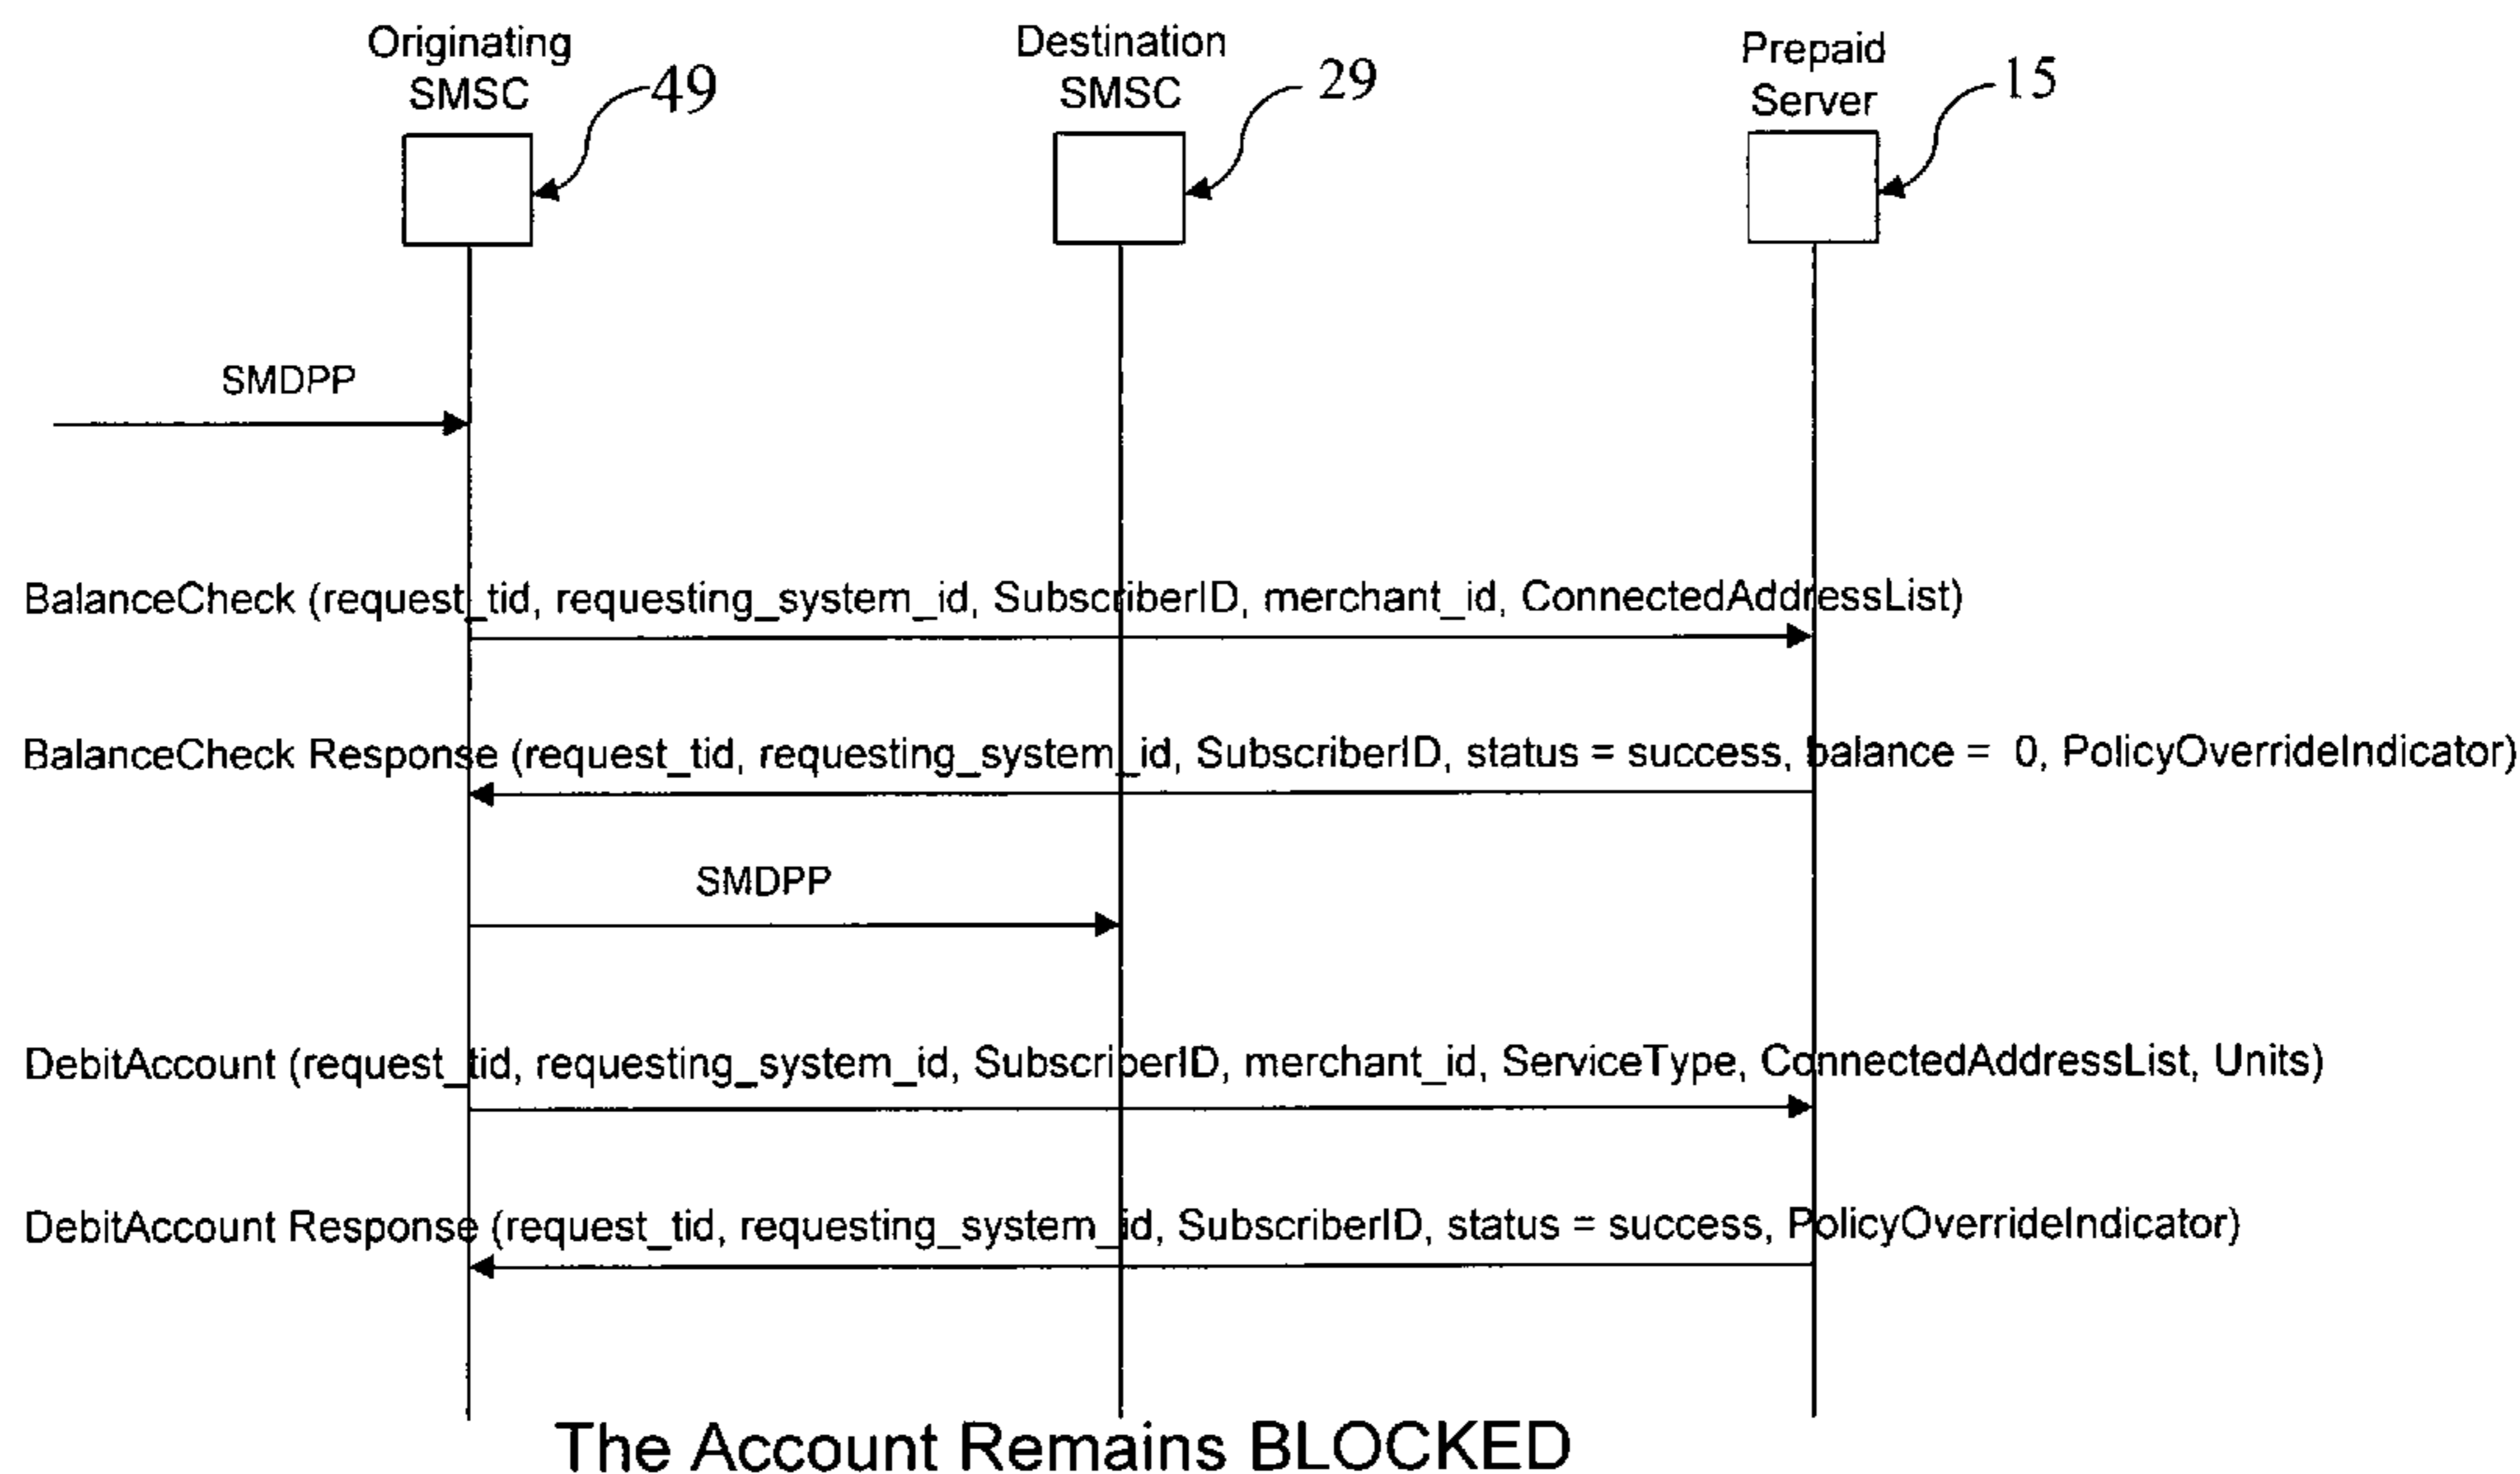 Originating
SMSC
49
Destination
SMSC
29
Prepaid
Server
15
SMDPP
BalanceCheck (request_tid, requesting_system_id, SubscriberID, merchant_id, ConnectedAddressList)
BalanceCheck Response (request_tid, requesting_system_id, SubscriberID, status = success, balance = 0, PolicyOverrideIndicator)
SMDPP
DebitAccount (request_tid, requesting_system_id, SubscriberID, merchant_id, ServiceType, ConnectedAddressList, Units)
DebitAccount Response (request_tid, requesting_system_id, SubscriberID, status = success, PolicyOverrideIndicator)
The Account Remains BLOCKED